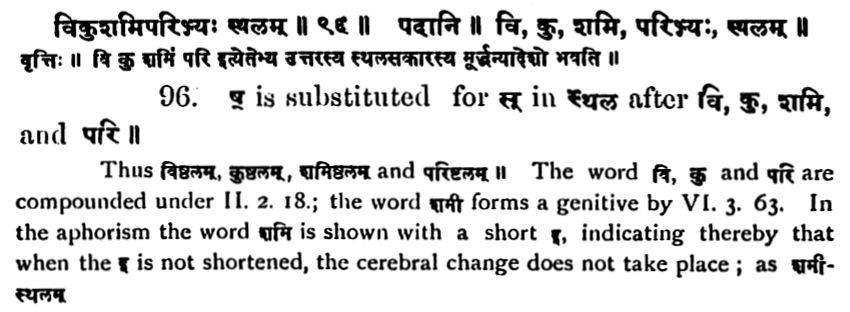 विकुशमिपरिभ्यः स्थलम् ॥ ९६ ॥ पदानि ॥ वि, कु, शमि, परिभ्यः, स्थलम् ॥
वृत्तिः ॥ वि कु शमि परि इत्येतेभ्य उत्तरस्य स्थलसकारस्य मूर्द्धन्यादेशो भवति ॥
96. ष् is substituted for स् in स्थल after वि, कु, शमि,
and परि ॥
Thus विष्ठलम्, कुष्ठलम्, शमिष्ठलम् and परिष्टलम् ॥ The word वि, कु and परि are
compounded under II. 2. 18.; the word शमी forms a genitive by VI. 3. 63. In
the aphorism the word शमि is shown with a short इ, indicating thereby that
when the इ is not shortened, the cerebral change does not take place ; as शमी-
स्थलम्